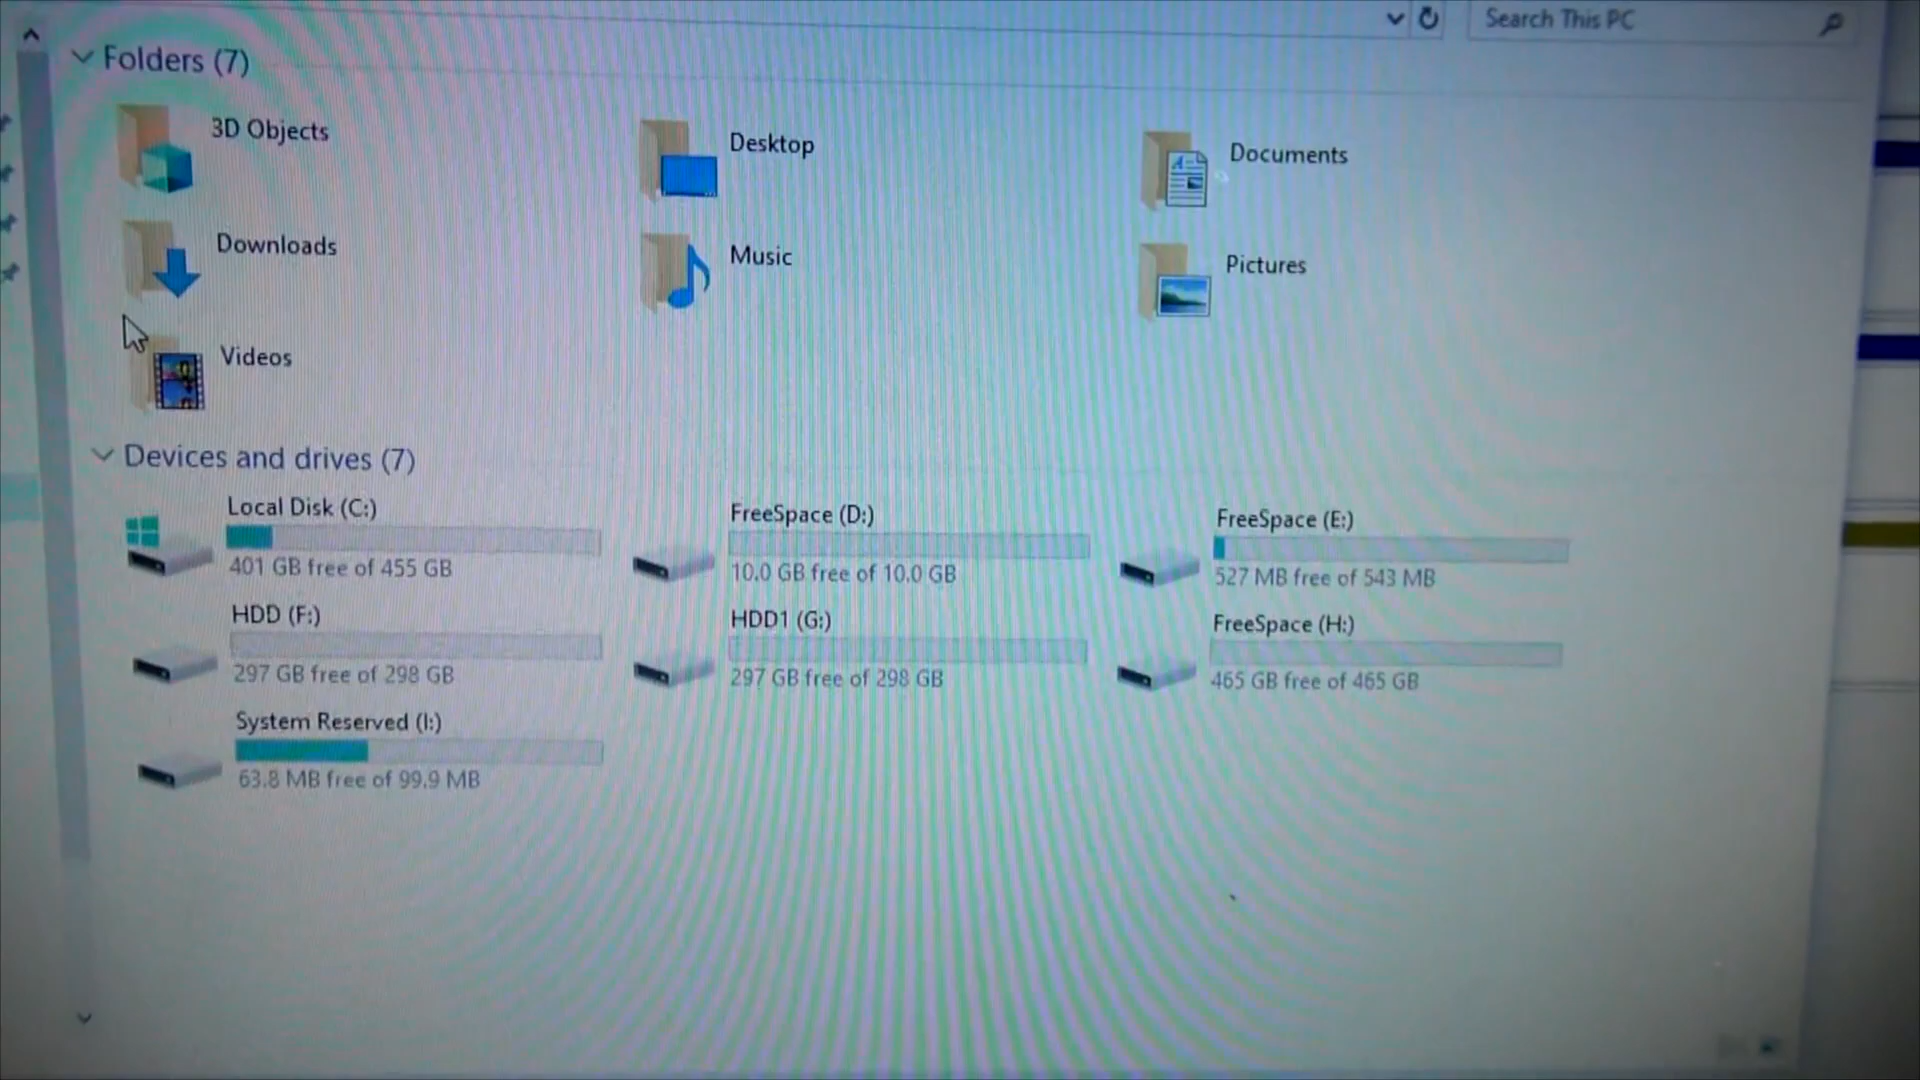 Search This PC
Folders (7)
3D Objects
Desktop
Documents
Downloads
Music
Pictures
Videos
Devices and drives (7)
Local Disk (C:)
401 GB free of 455 GB
FreeSpace (D:)
10.0 GB free of 10.0 GB
FreeSpace (E:)
527 MB free of 543 MB
HDD (F:)
297 GB free of 298 GB
HDD1 (G:)
297 GB free of 298 GB
FreeSpace (H:)
465 GB free of 465 GB
System Reserved (I:)
63.8 MB free of 99.9 MB